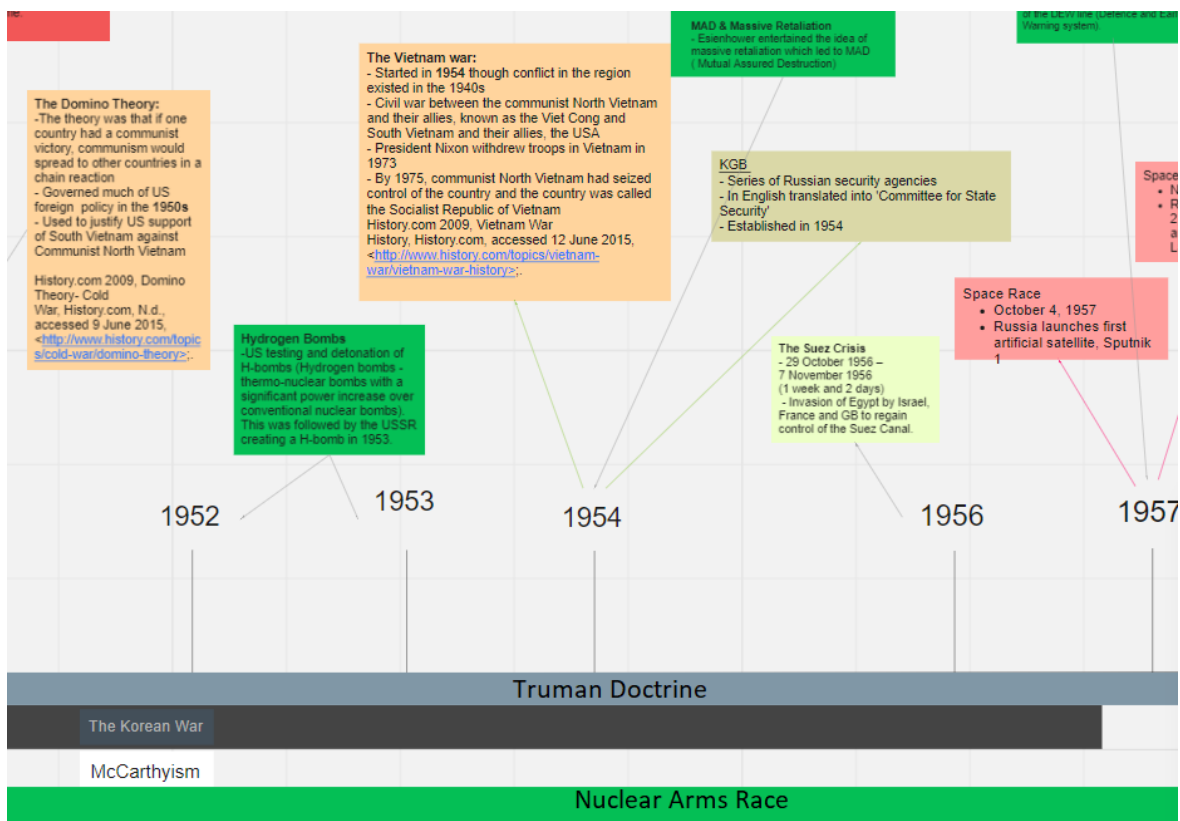 ne.
MAD & Massive Retaliation
- Esienhower entertained the idea of
massive retaliation which led to MAD
( Mutual Assured Destruction)
of the DEW line (Defence and Earl
Warning system).
The Domino Theory:
-The theory was that if one
country had a communist
victory, communism would
spread to other countries in a
chain reaction
- Governed much of US
foreign policy in the 1950s
- Used to justify US support
of South Vietnam against
Communist North Vietnam
History.com 2009, Domino
Theory- Cold
War, History.com, N.d.,
accessed 9 June 2015,
<http://www.history.com/topic
s/cold-war/domino-theory>;.
The Vietnam war:
- Started in 1954 though conflict in the region
existed in the 1940s
- Civil war between the communist North Vietnam
and their allies, known as the Viet Cong and
South Vietnam and their allies, the USA
- President Nixon withdrew troops in Vietnam in
1973
- By 1975, communist North Vietnam had seized
control of the country and the country was called
the Socialist Republic of Vietnam
History.com 2009, Vietnam War
History, History.com, accessed 12 June 2015,
<http://www.history.com/topics/vietnam-
war/vietnam-war-history>;.
KGB
- Series of Russian security agencies
- In English translated into 'Committee for State
Security'
- Established in 1954
Space
• N
• R
2
a
L
Space Race
• October 4, 1957
• Russia launches first
artificial satellite, Sputnik
1
Hydrogen Bombs
-US testing and detonation of
H-bombs (Hydrogen bombs -
thermo-nuclear bombs with a
significant power increase over
conventional nuclear bombs).
This was followed by the USSR
creating a H-bomb in 1953.
The Suez Crisis
- 29 October 1956 –
7 November 1956
(1 week and 2 days)
- Invasion of Egypt by Israel,
France and GB to regain
control of the Suez Canal.
1952
1953
1954
1956
1957
Truman Doctrine
The Korean War
McCarthyism
Nuclear Arms Race